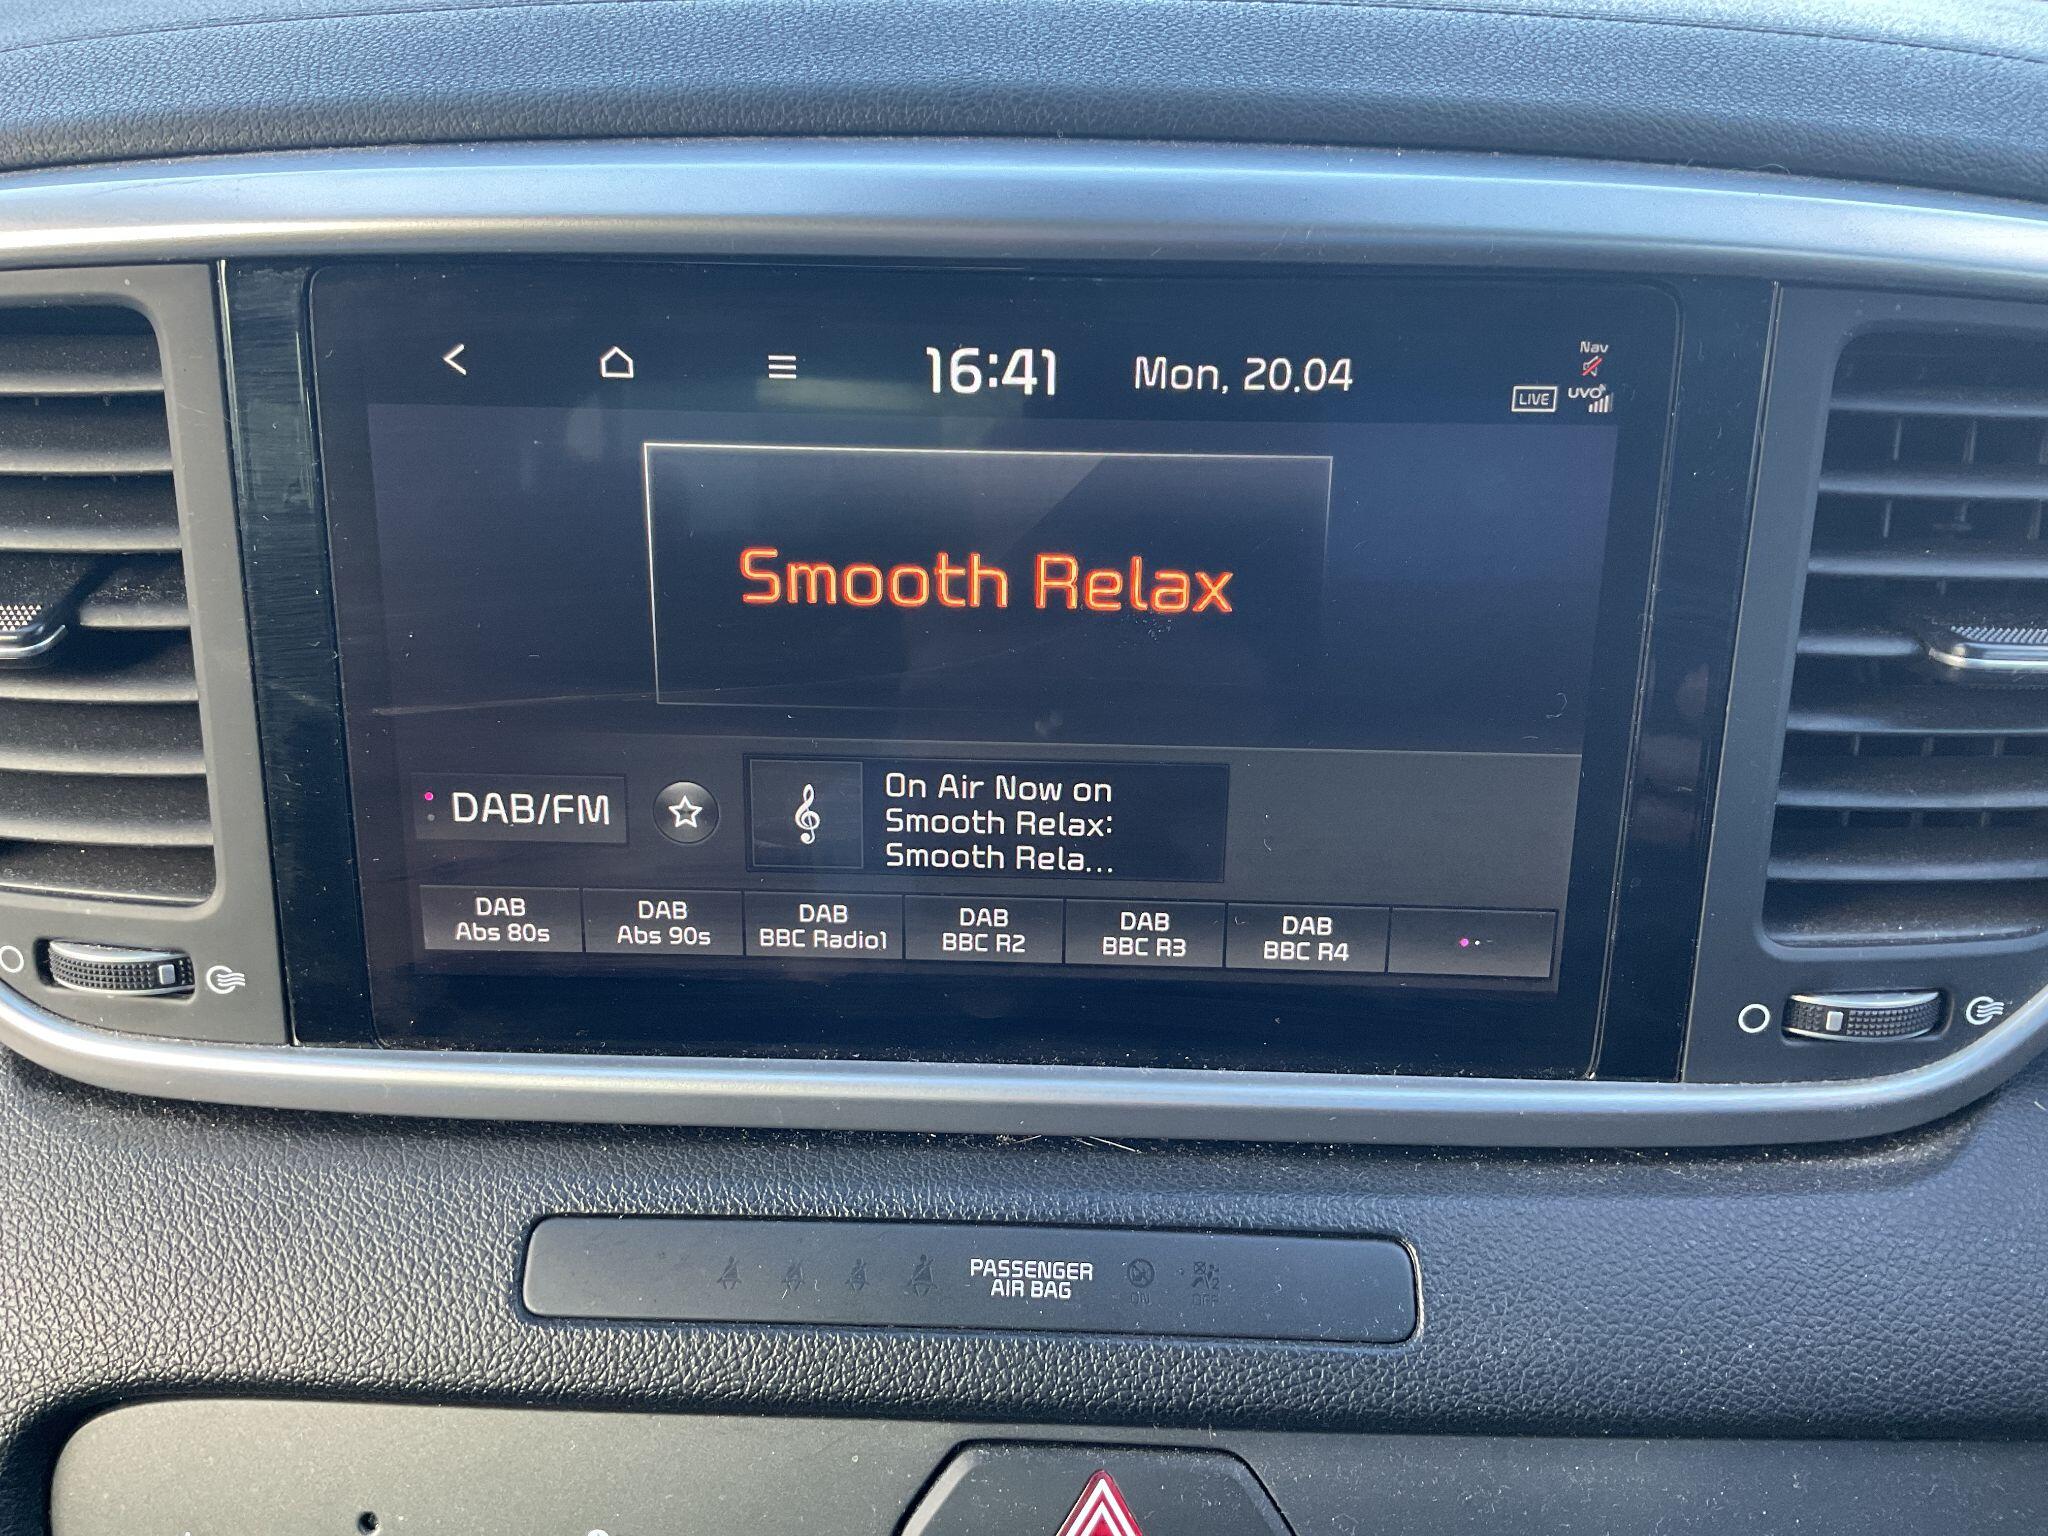 16:41 Mon, 20.04
Nav
LIVE UVO
Smooth Relax
DAB/FM
On Air Now on
Smooth Relax:
Smooth Rela...
DAB
Abs 80s
DAB
Abs 90s
DAB
BBC Radio1
DAB
BBC R2
DAB
BBC R3
DAB
BBC R4
PASSENGER
AIR BAG
ON
OFF